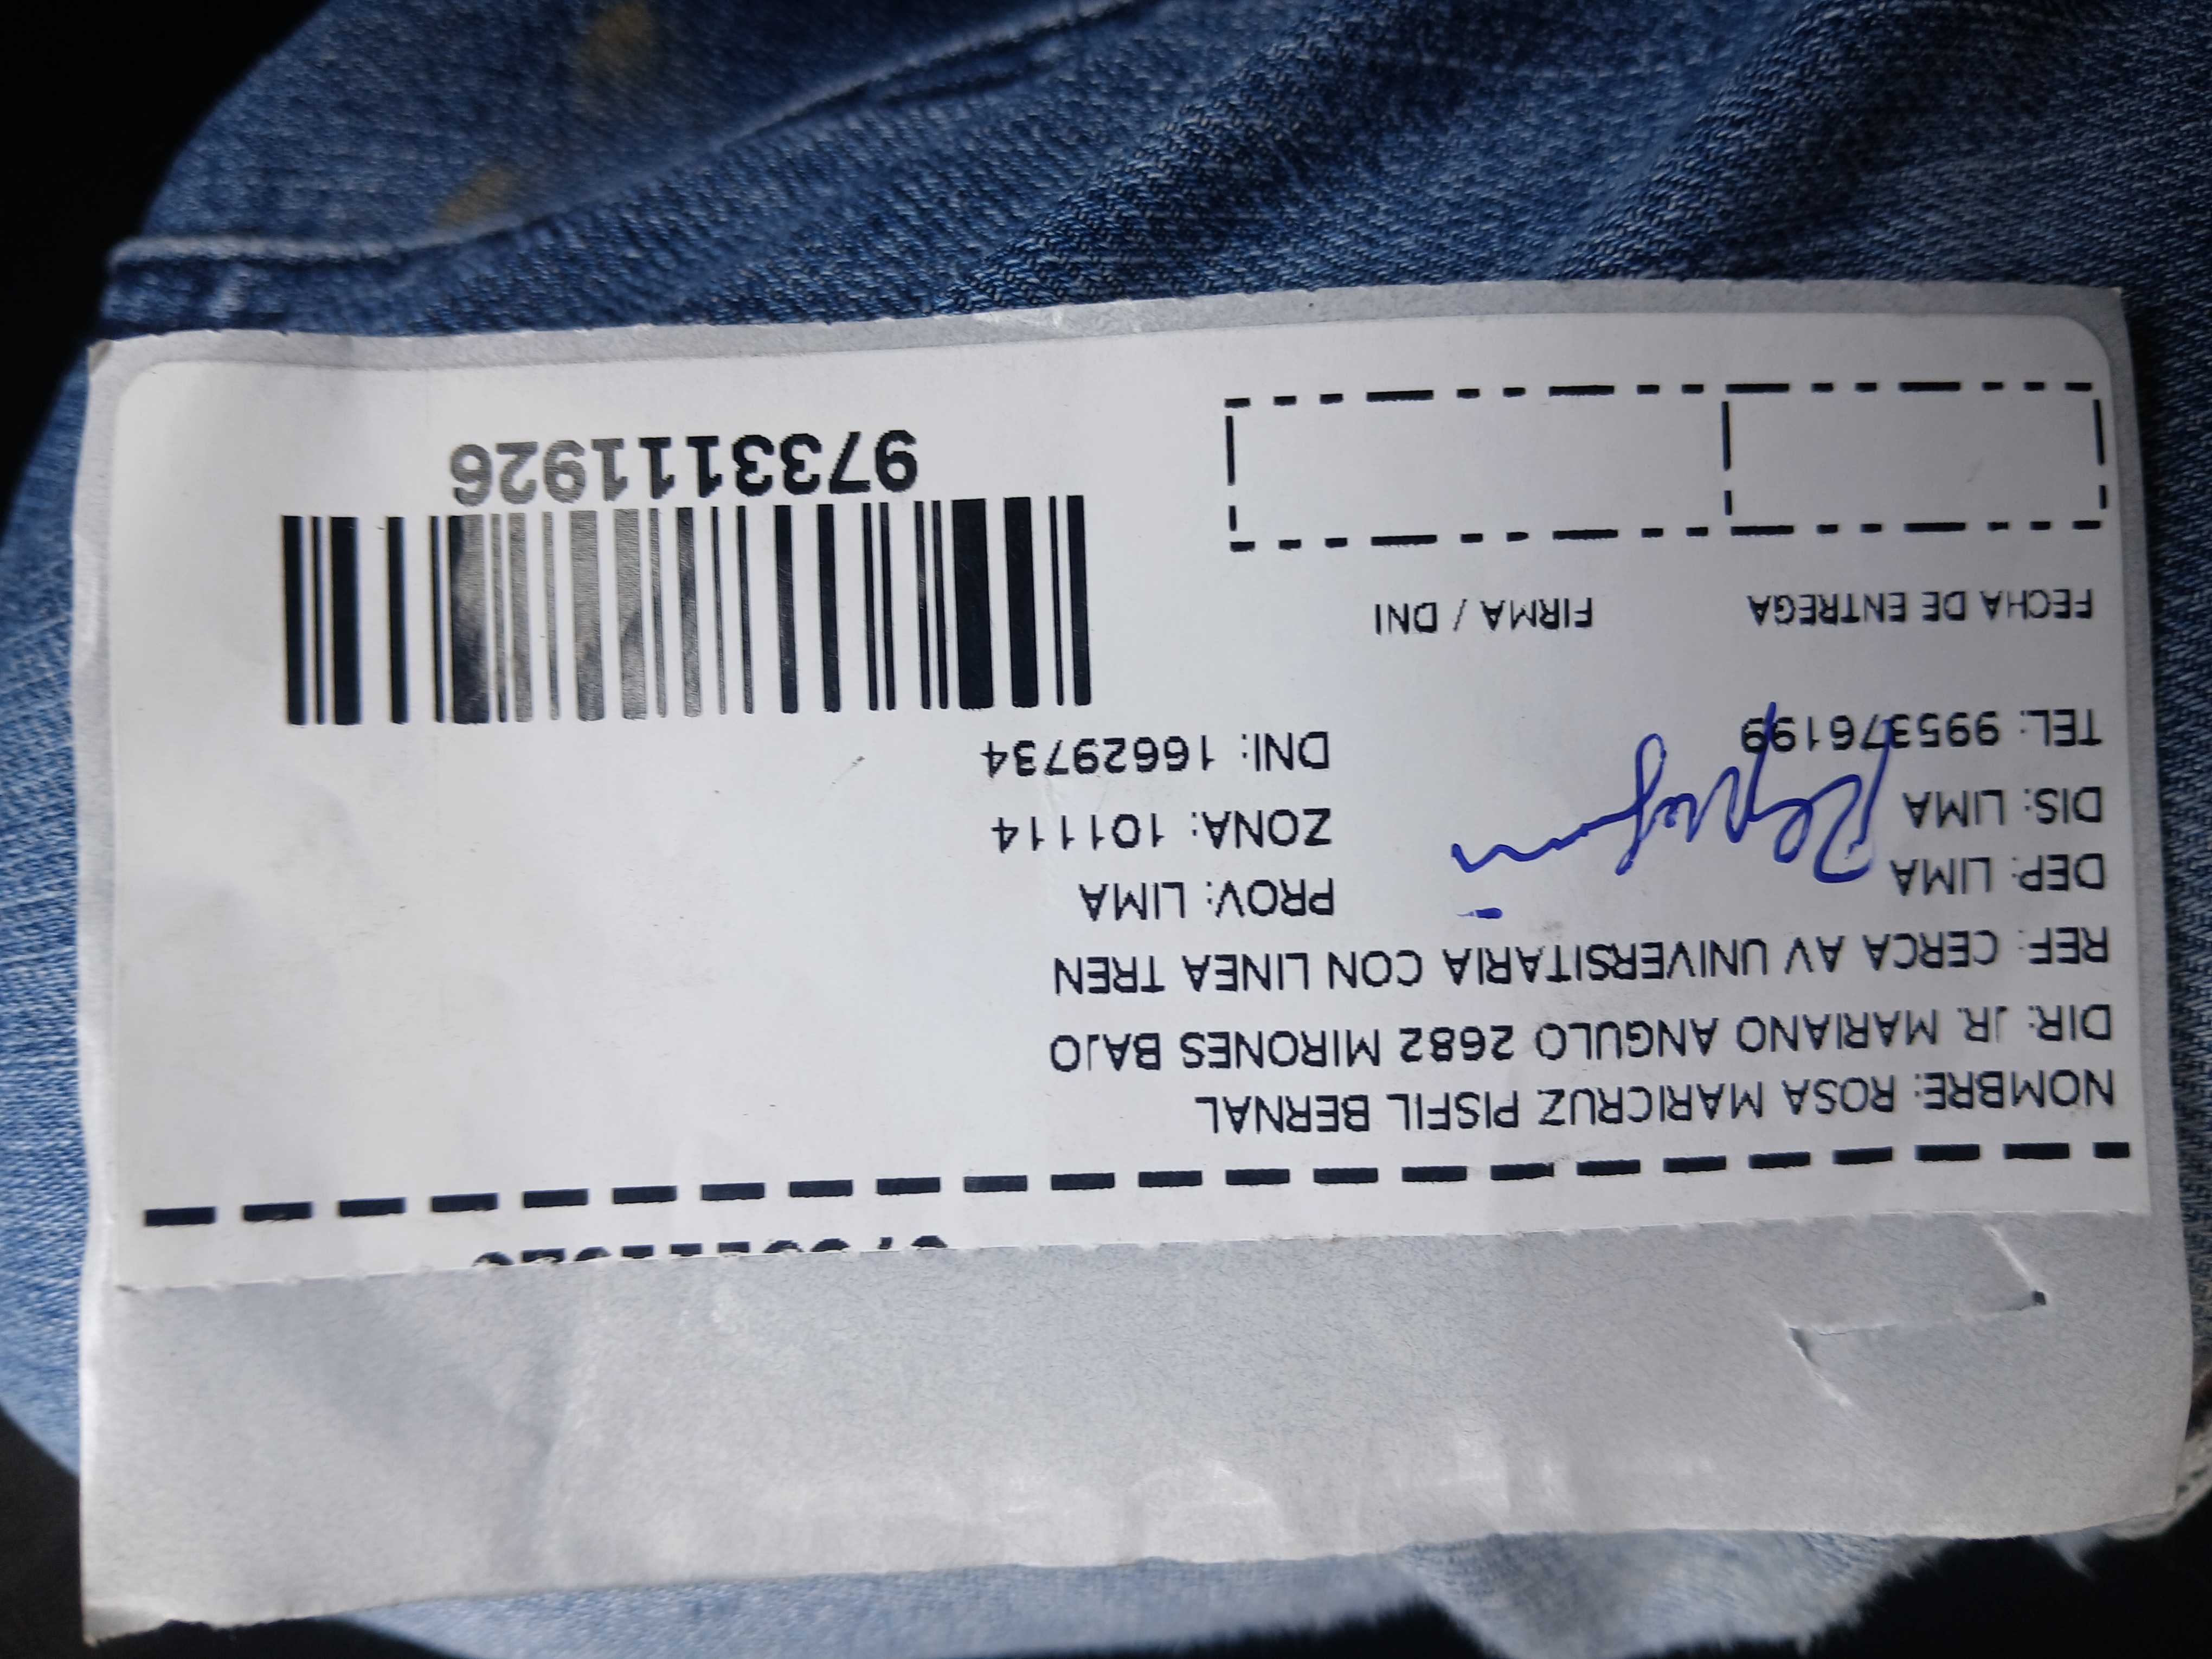 NOMBRE: ROSA MARICRUZ PISFIL BERNAL
DIR: JR. MARIANO ANGULO 2682 MIRONES BAJO
REF: CERCA AV UNIVERSITARIA CON LINEA TREN
DEP: LIMA PROV: LIMA
DIS: LIMA ZONA: 101114
TEL: 995376199 DNI: 16629734
FECHA DE ENTREGA FIRMA / DNI
9733111926